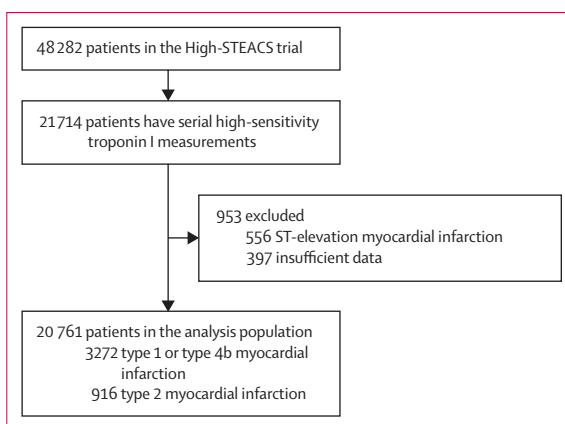 48 282 patients in the High-STEACS trial
21 714 patients have serial high-sensitivity
troponin I measurements
953 excluded
556 ST-elevation myocardial infarction
397 insufficient data
20 761 patients in the analysis population
3272 type 1 or type 4b myocardial
infarction
916 type 2 myocardial infarction